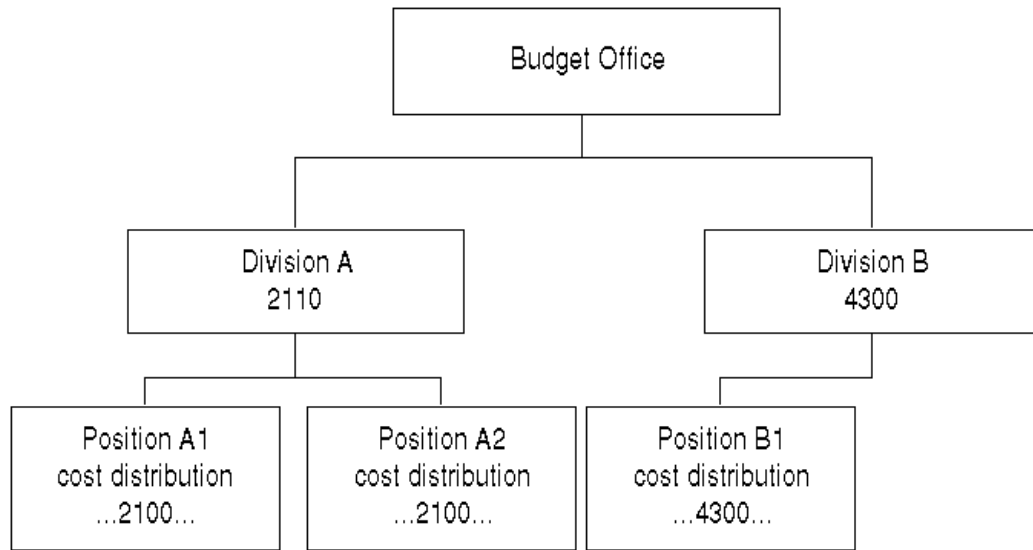 Budget Office
Division A
2110
Division B
4300
Position A1
cost distribution
...2100...
Position A2
cost distribution
...2100...
Position B1
cost distribution
...4300...